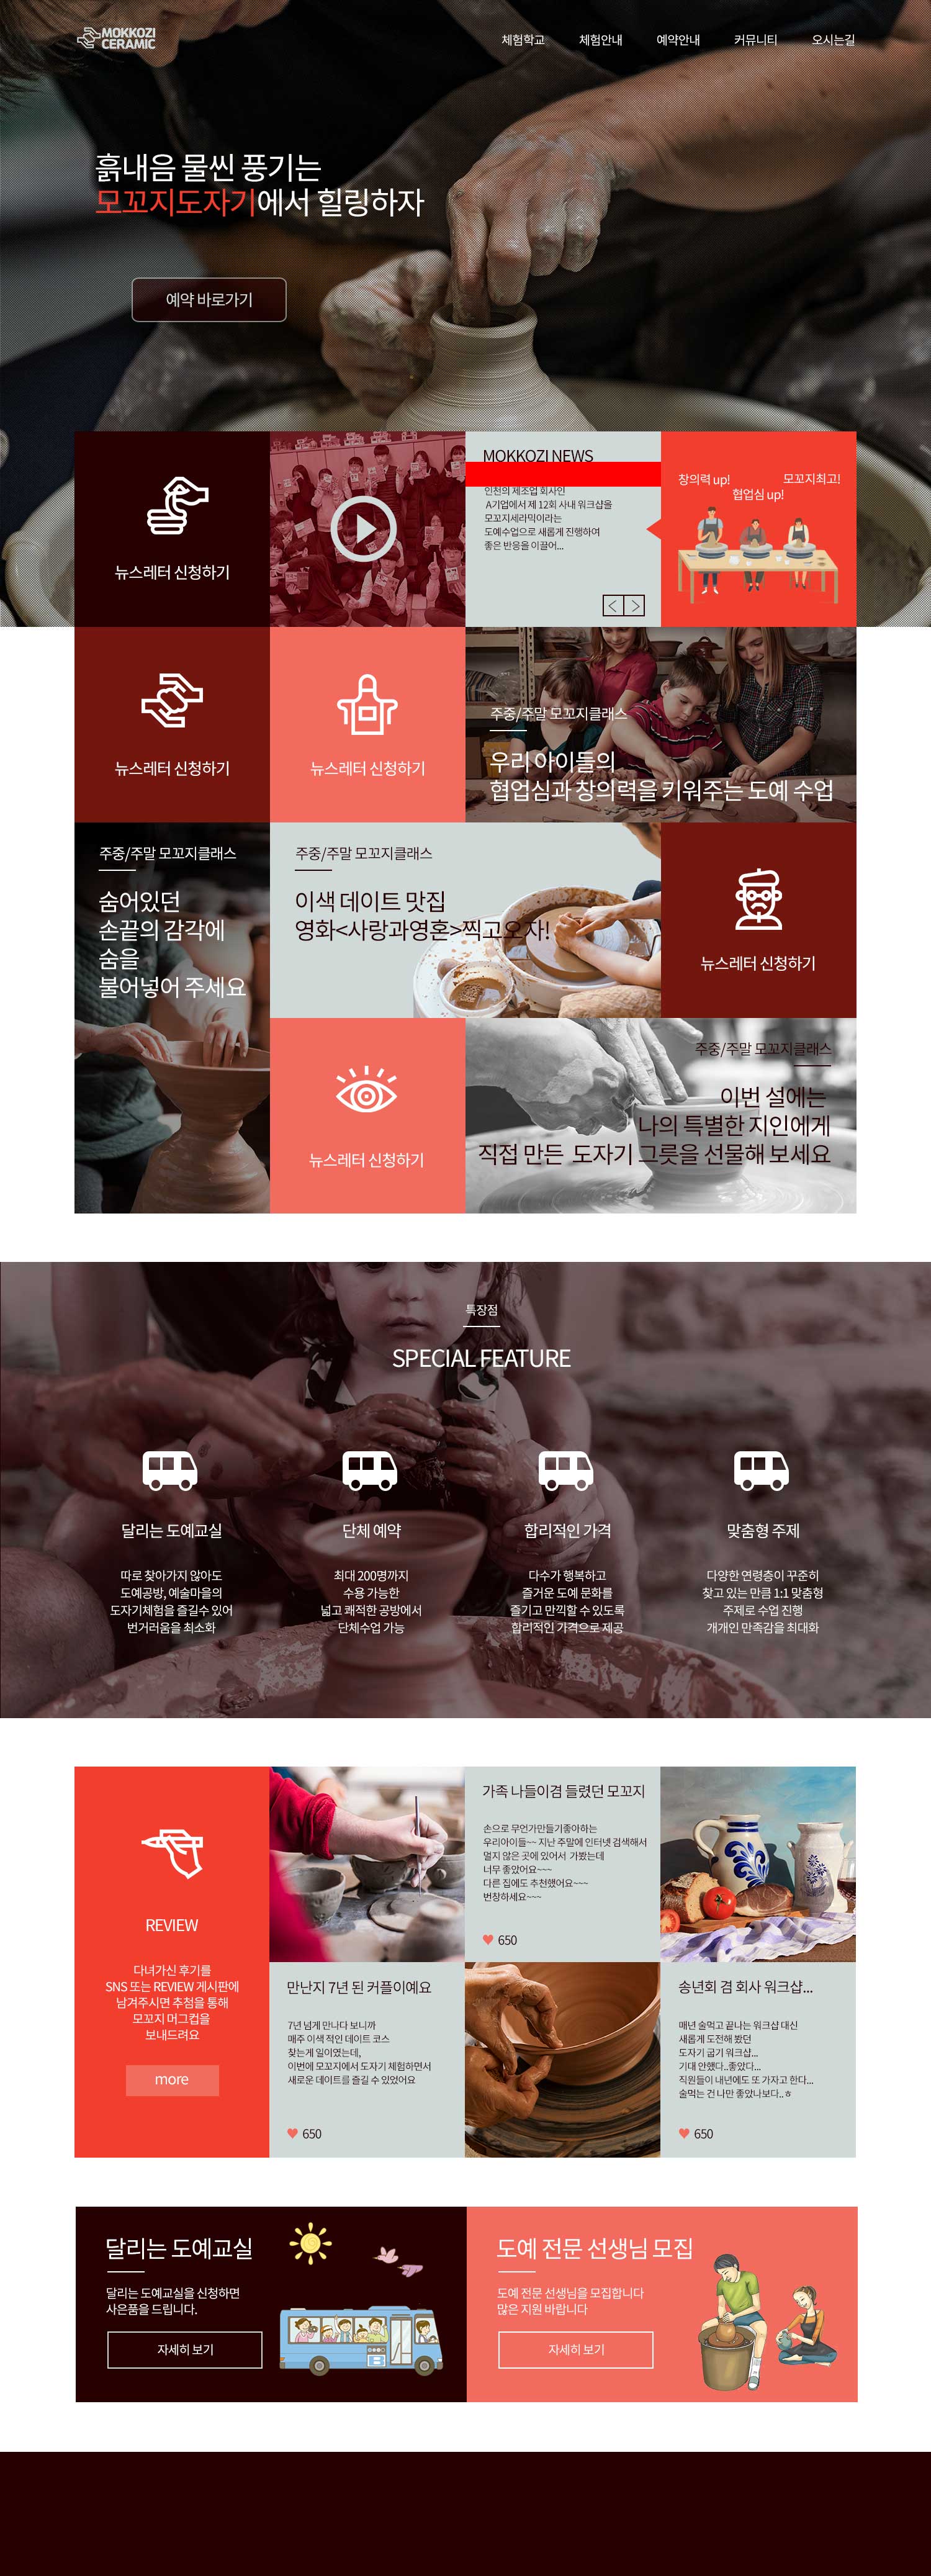 MOKKOZI
CERAMIC
체험학교 체험안내 예약안내 커뮤니티 오시는길
흙내음 물씬 풍기는
모꼬지도자기에서 힐링하자
예약 바로가기
뉴스레터 신청하기
MOKKOZI NEWS
인천의 제조업 회사인
A기업에서 제 12회 사내 워크샵을
모꼬지세라믹이라는
도예수업으로 새롭게 진행하여
좋은 반응을 이끌어...
창의력 up!
모꼬지최고!
협업심 up!
뉴스레터 신청하기
뉴스레터 신청하기
주중/주말 모꼬지클래스
우리 아이들의
협업심과 창의력을 키워주는 도예 수업
주중/주말 모꼬지클래스
숨어있던
손끝의 감각에
숨을
불어넣어 주세요
주중/주말 모꼬지클래스
이색 데이트 맛집
영화<사랑과영혼>찍고오자!
뉴스레터 신청하기
뉴스레터 신청하기
주중/주말 모꼬지클래스
이번 설에는
나의 특별한 지인에게
직접 만든 도자기 그릇을 선물해 보세요
특장점
SPECIAL FEATURE
달리는 도예교실
따로 찾아가지 않아도
도예공방, 예술마을의
도자기체험을 즐길수 있어
번거러움을 최소화
단체 예약
최대 200명까지
수용 가능한
넓고 쾌적한 공방에서
단체수업 가능
합리적인 가격
다수가 행복하고
즐거운 도예 문화를
즐기고 만끽할 수 있도록
합리적인 가격으로 제공
맞춤형 주제
다양한 연령층이 꾸준히
찾고 있는 만큼 1:1 맞춤형
주제로 수업 진행
개개인 만족감을 최대화
REVIEW
다녀가신 후기를
SNS 또는 REVIEW 게시판에
남겨주시면 추첨을 통해
모꼬지 머그컵을
보내드려요
more
가족 나들이겸 들렸던 모꼬지
손으로 무언가만들기좋아하는
우리아이들~~ 지난 주말에 인터넷 검색해서
멀지 않은 곳에 있어서 가봤는데
너무 좋았어요~~~
다른 집에도 추천했어요~~~
번창하세요~~~
650
만난지 7년 된 커플이예요
7년 넘게 만나다 보니까
매주 이색 적인 데이트 코스
찾는게 일이였는데,
이번에 모꼬지에서 도자기 체험하면서
새로운 데이트를 즐길 수 있었어요
650
송년회 겸 회사 워크샵...
매년 술먹고 끝나는 워크샵 대신
새롭게 도전해 봤던
도자기 굽기 워크샵...
기대 안했다..좋았다...
직원들이 내년에도 또 가자고 한다...
술먹는 건 나만 좋았나보다..ㅎ
650
달리는 도예교실
달리는 도예교실을 신청하면
사은품을 드립니다.
자세히 보기
도예 전문 선생님 모집
도예 전문 선생님을 모집합니다
많은 지원 바랍니다
자세히 보기